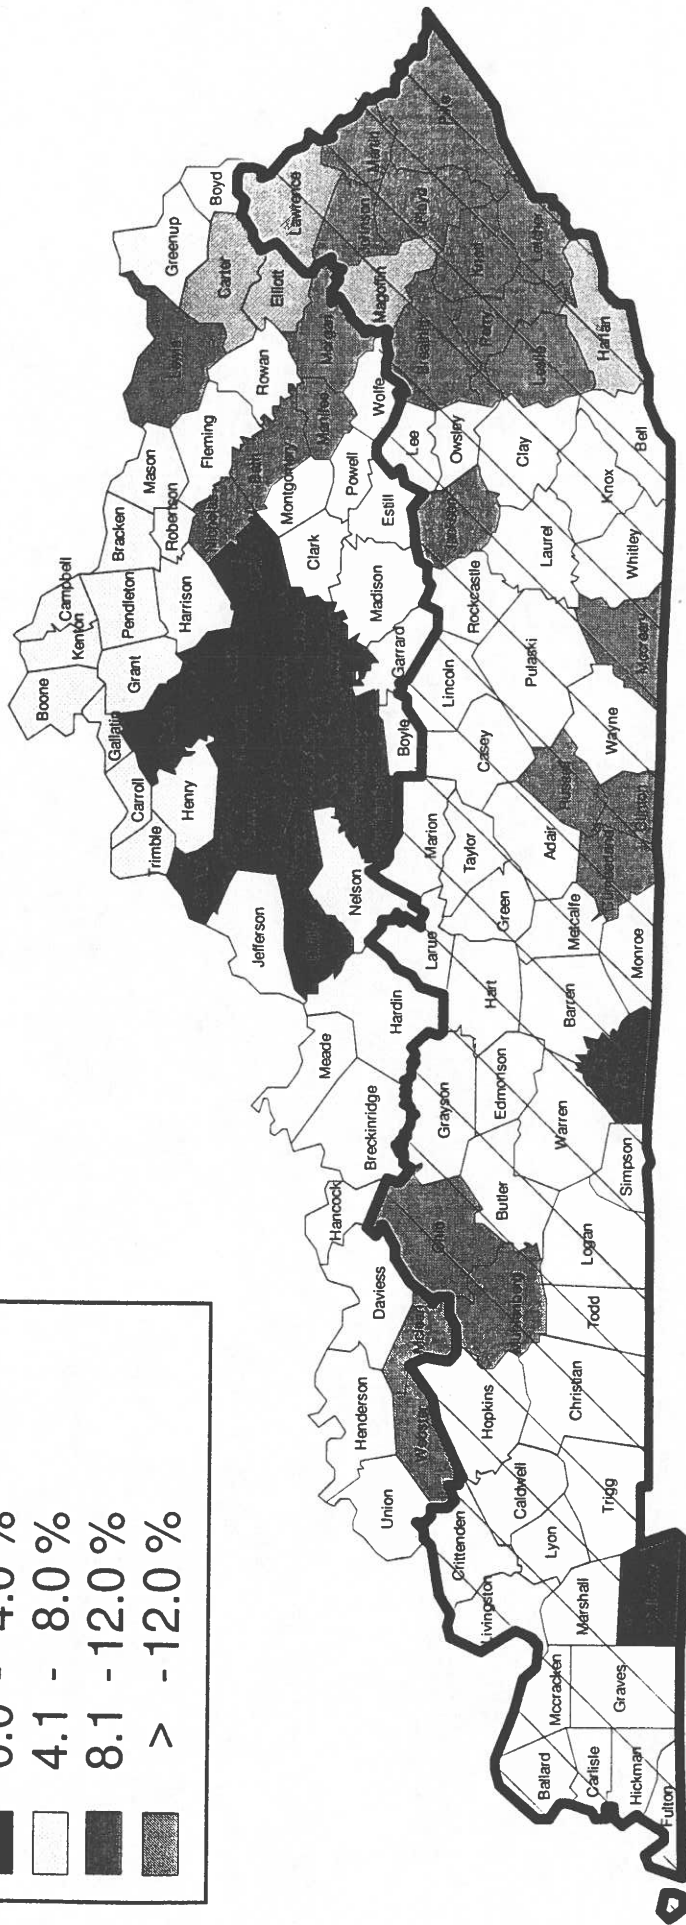 4.1 - 8.0 %
8.1 - 12.0 %
> - 12.0 %
Boone
Kenton
Campbell
Gallatin
Grant
Pendleton
Bracken
Mason
Robertson
Harrison
Fleming
Lewis
Greenup
Boyd
Carter
Elliott
Lawrence
Rowan
Morgan
Menifee
Bath
Montgomery
Clark
Powell
Wolfe
Magoffin
Johnson
Martin
Floyd
Pike
Knott
Letcher
Perry
Leslie
Breathitt
Harlan
Bell
Lee
Owsley
Clay
Knox
Whitley
Laurel
Jackson
Rockcastle
Estill
Madison
Garrard
Lincoln
Pulaski
Mccreary
Wayne
Boyle
Casey
Russell
Clinton
Cumberland
Adair
Taylor
Marion
Green
Metcalfe
Monroe
Barren
Hart
Larue
Nelson
Carroll
Trimble
Henry
Jefferson
Hardin
Meade
Breckinridge
Grayson
Edmonson
Warren
Simpson
Butler
Logan
Ohio
Hancock
Daviess
Mclean
Muhlenberg
Todd
Henderson
Webster
Hopkins
Christian
Union
Crittenden
Caldwell
Lyon
Trigg
Livingston
Marshall
Mccracken
Graves
Ballard
Carlisle
Hickman
Fulton